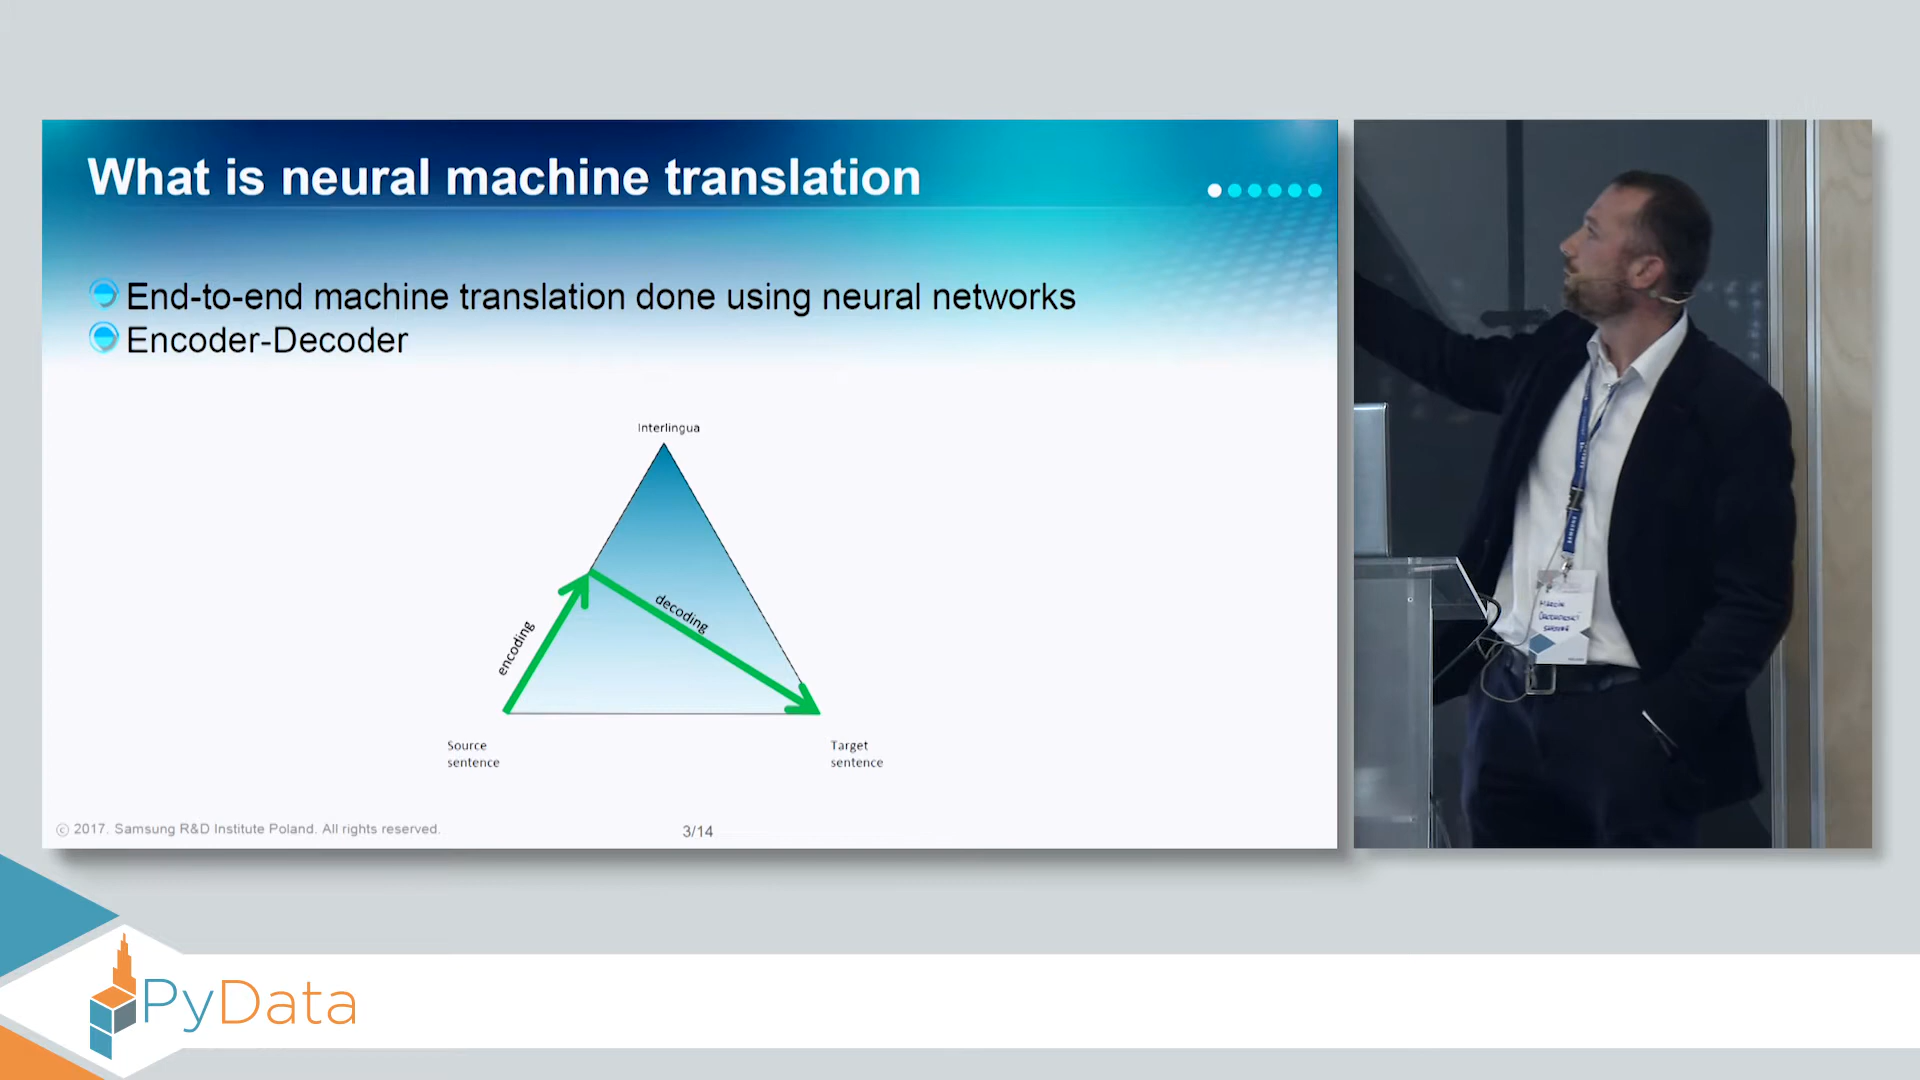 What is neural machine translation
End-to-end machine translation done using neural networks
Encoder-Decoder
Interlingua
encoding
decoding
Source
sentence
Target
sentence
© 2017. Samsung R&D Institute Poland. All rights reserved.
3/14
MARCIN
PyData